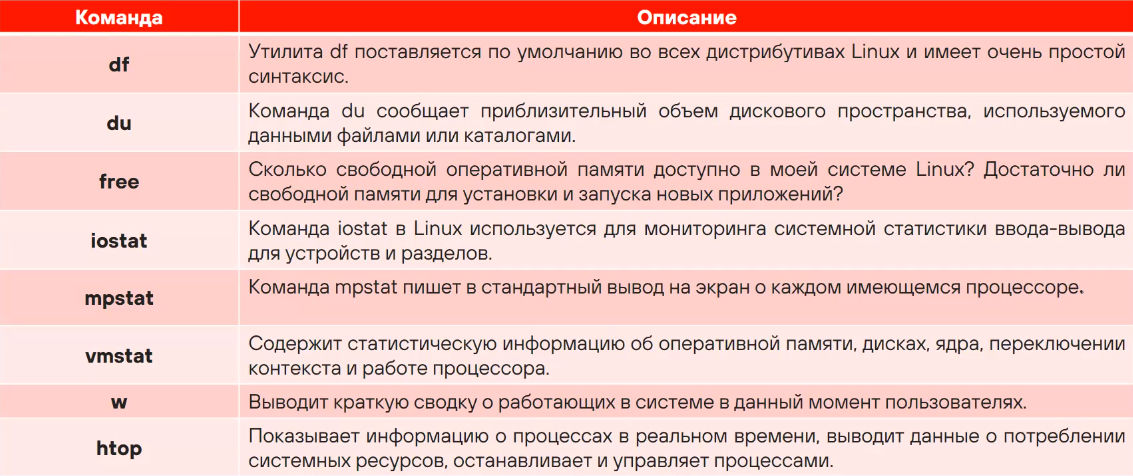 Команда Описание
df
Утилита df поставляется по умолчанию во всех дистрибутивах Linux и имеет очень простой
синтаксис.
du
Команда du сообщает приблизительный объем дискового пространства, используемого
данными файлами или каталогами.
free
Сколько свободной оперативной памяти доступно в моей системе Linux? Достаточно ли
свободной памяти для установки и запуска новых приложений?
iostat
Команда iostat в Linux используется для мониторинга системной статистики ввода-вывода
для устройств и разделов.
mpstat
Команда mpstat пишет в стандартный вывод на экран о каждом имеющемся процессоре.
vmstat
Содержит статистическую информацию об оперативной памяти, дисках, ядра, переключении
контекста и работе процессора.
w
Выводит краткую сводку о работающих в системе в данный момент пользователях.
htop
Показывает информацию о процессах в реальном времени, выводит данные о потреблении
системных ресурсов, останавливает и управляет процессами.